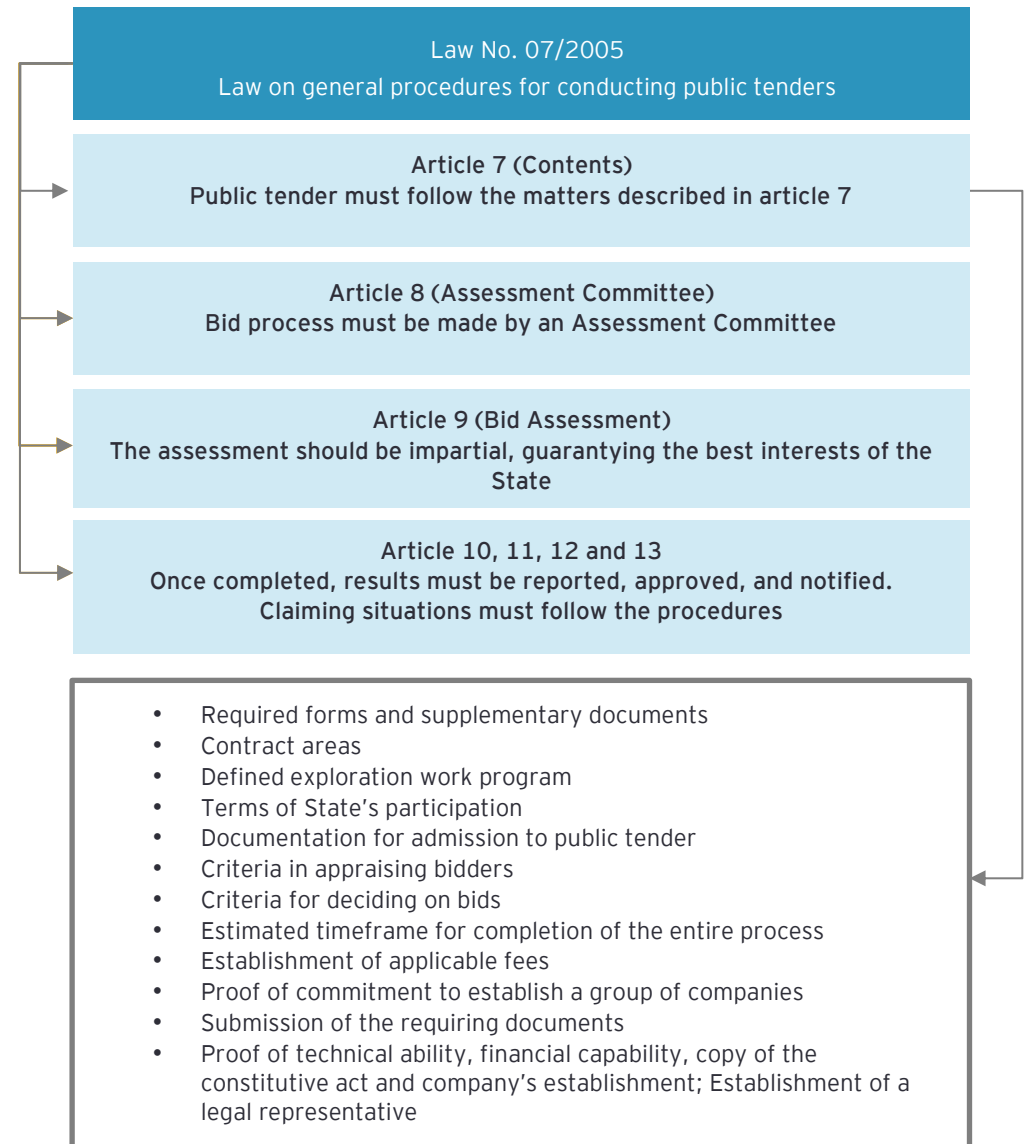 Law No. 07/2005
Law on general procedures for conducting public tenders
Article 7 (Contents)
Public tender must follow the matters described in article 7
Article 8 (Assessment Committee)
Bid process must be made by an Assessment Committee
Article 9 (Bid Assessment)
The assessment should be impartial, guarantying the best interests of the
State
Article 10, 11, 12 and 13
Once completed, results must be reported, approved, and notified.
Claiming situations must follow the procedures
• Required forms and supplementary documents
• Contract areas
• Defined exploration work program
• Terms of State’s participation
• Documentation for admission to public tender
• Criteria in appraising bidders
• Criteria for deciding on bids
• Estimated timeframe for completion of the entire process
• Establishment of applicable fees
• Proof of commitment to establish a group of companies
• Submission of the requiring documents
• Proof of technical ability, financial capability, copy of the
constitutive act and company’s establishment; Establishment of a
legal representative